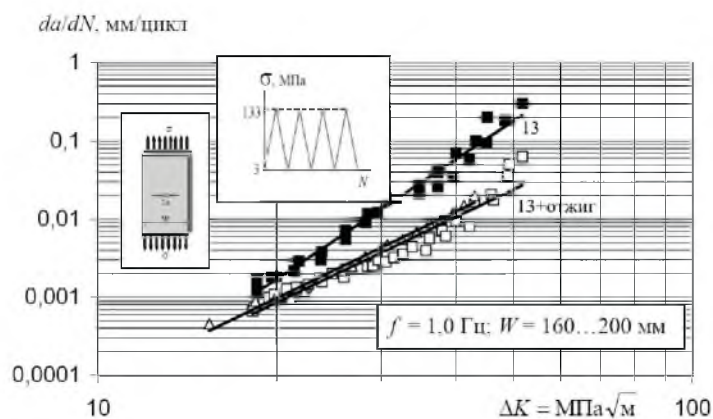 da/dN, мм/цикл
1
0,1
0,01
0,001
0,0001
σ, МПа
133
3
N
13
13+отжиг
f = 1,0 Гц; W = 160...200 мм
10
ΔK = МПа√м
100